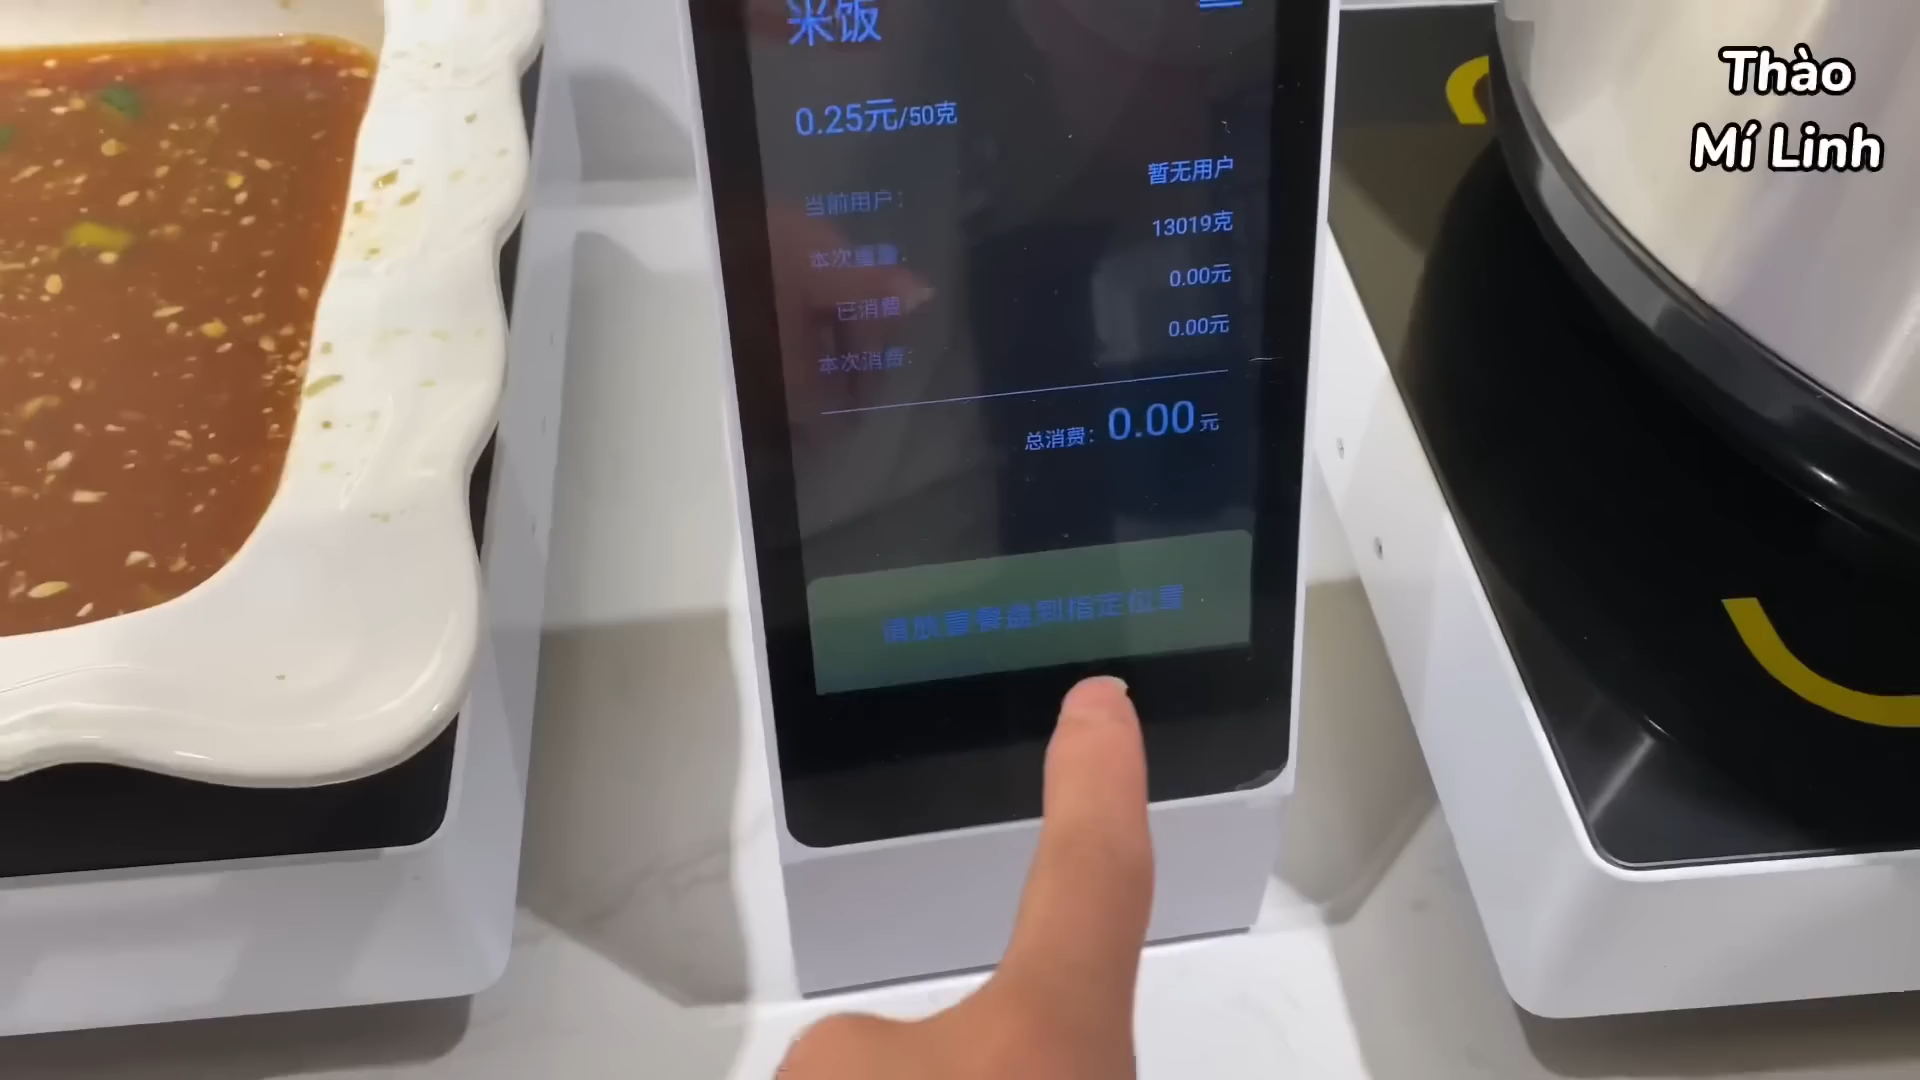 米饭
0.25元/50克
当前用户: 暂无用户
本次重量: 13019克
已消费: 0.00元
本次消费: 0.00元
总消费: 0.00元
请放置餐盘到指定位置
Thào
Mí Linh